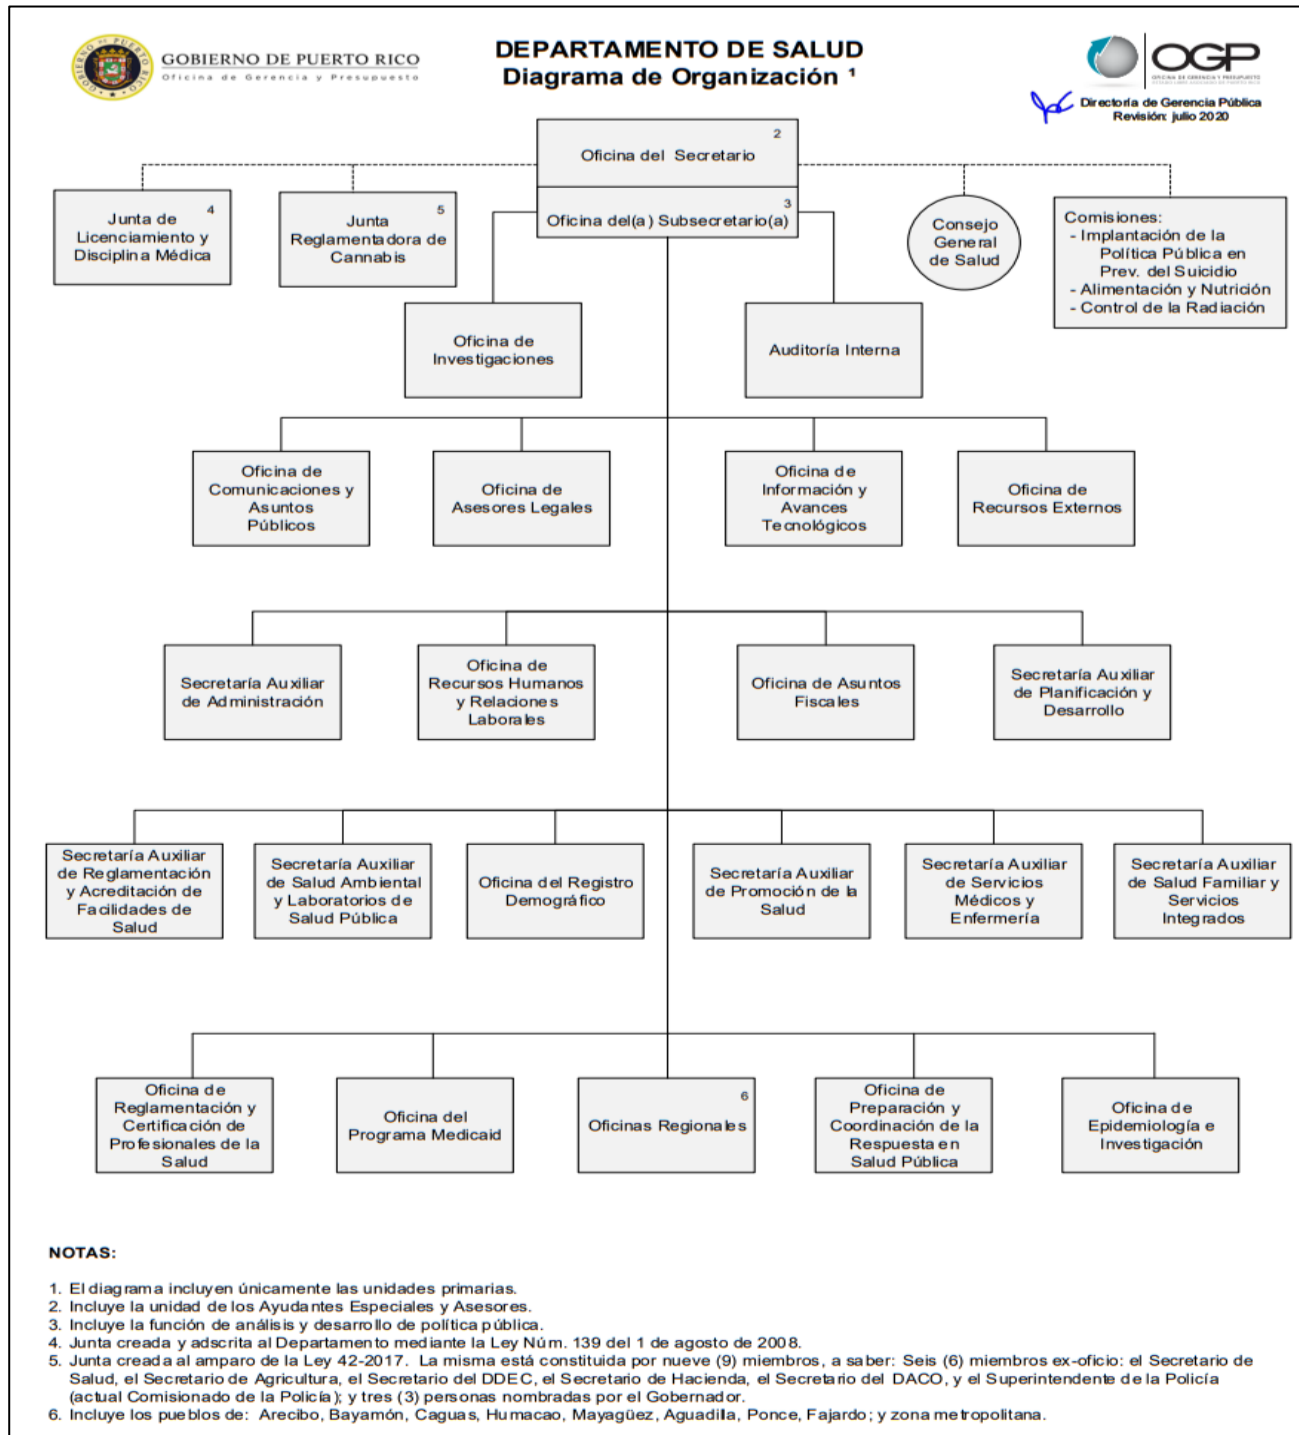 GOBIERNO DE PUERTO RICO
Oficina de Gerencia y Presupuesto
DEPARTAMENTO DE SALUD
Diagrama de Organización ¹
OGP
OFICINA DE GERENCIA Y PRESUPUESTO
Directoría de Gerencia Pública
Revisión: julio 2020
2
Oficina del Secretario
3
Oficina del(a) Subsecretario(a)
4
Junta de
Licenciamiento y
Disciplina Médica
5
Junta
Reglamentadora de
Cannabis
Consejo
General
de Salud
Comisiones:
- Implantación de la
Política Pública en
Prev. del Suicidio
- Alimentación y Nutrición
- Control de la Radiación
Oficina de
Investigaciones
Auditoría Interna
Oficina de
Comunicaciones y
Asuntos
Públicos
Oficina de
Asesores Legales
Oficina de
Información y
Avances
Tecnológicos
Oficina de
Recursos Externos
Secretaría Auxiliar
de Administración
Oficina de
Recursos Humanos
y Relaciones
Laborales
Oficina de Asuntos
Fiscales
Secretaría Auxiliar
de Planificación y
Desarrollo
Secretaría Auxiliar
de Reglamentación
y Acreditación de
Facilidades de
Salud
Secretaría Auxiliar
de Salud Ambiental
y Laboratorios de
Salud Pública
Oficina del Registro
Demográfico
Secretaría Auxiliar
de Promoción de la
Salud
Secretaría Auxiliar
de Servicios
Médicos y
Enfermería
Secretaría Auxiliar
de Salud Familiar y
Servicios
Integrados
Oficina de
Reglamentación y
Certificación de
Profesionales de la
Salud
Oficina del
Programa Medicaid
6
Oficinas Regionales
Oficina de
Preparación y
Coordinación de la
Respuesta en
Salud Pública
Oficina de
Epidemiología e
Investigación
NOTAS:
1. El diagrama incluyen únicamente las unidades primarias.
2. Incluye la unidad de los Ayudantes Especiales y Asesores.
3. Incluye la función de análisis y desarrollo de política pública.
4. Junta creada y adscrita al Departamento mediante la Ley Núm. 139 del 1 de agosto de 2008.
5. Junta creada al amparo de la Ley 42-2017. La misma está constituida por nueve (9) miembros, a saber: Seis (6) miembros ex-oficio: el Secretario de
Salud, el Secretario de Agricultura, el Secretario del DDEC, el Secretario de Hacienda, el Secretario del DACO, y el Superintendente de la Policía
(actual Comisionado de la Policía); y tres (3) personas nombradas por el Gobernador.
6. Incluye los pueblos de: Arecibo, Bayamón, Caguas, Humacao, Mayagüez, Aguadilla, Ponce, Fajardo; y zona metropolitana.